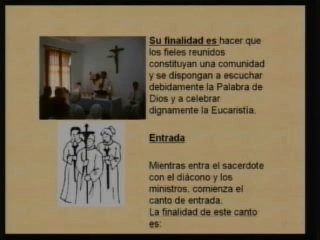 Su finalidad es hacer que
los fieles reunidos
constituyan una comunidad
y se dispongan a escuchar
debidamente la Palabra de
Dios y a celebrar
dignamente la Eucaristía.
Entrada
Mientras entra el sacerdote
con el diácono y los
ministros, comienza el
canto de entrada.
La finalidad de este canto
es: